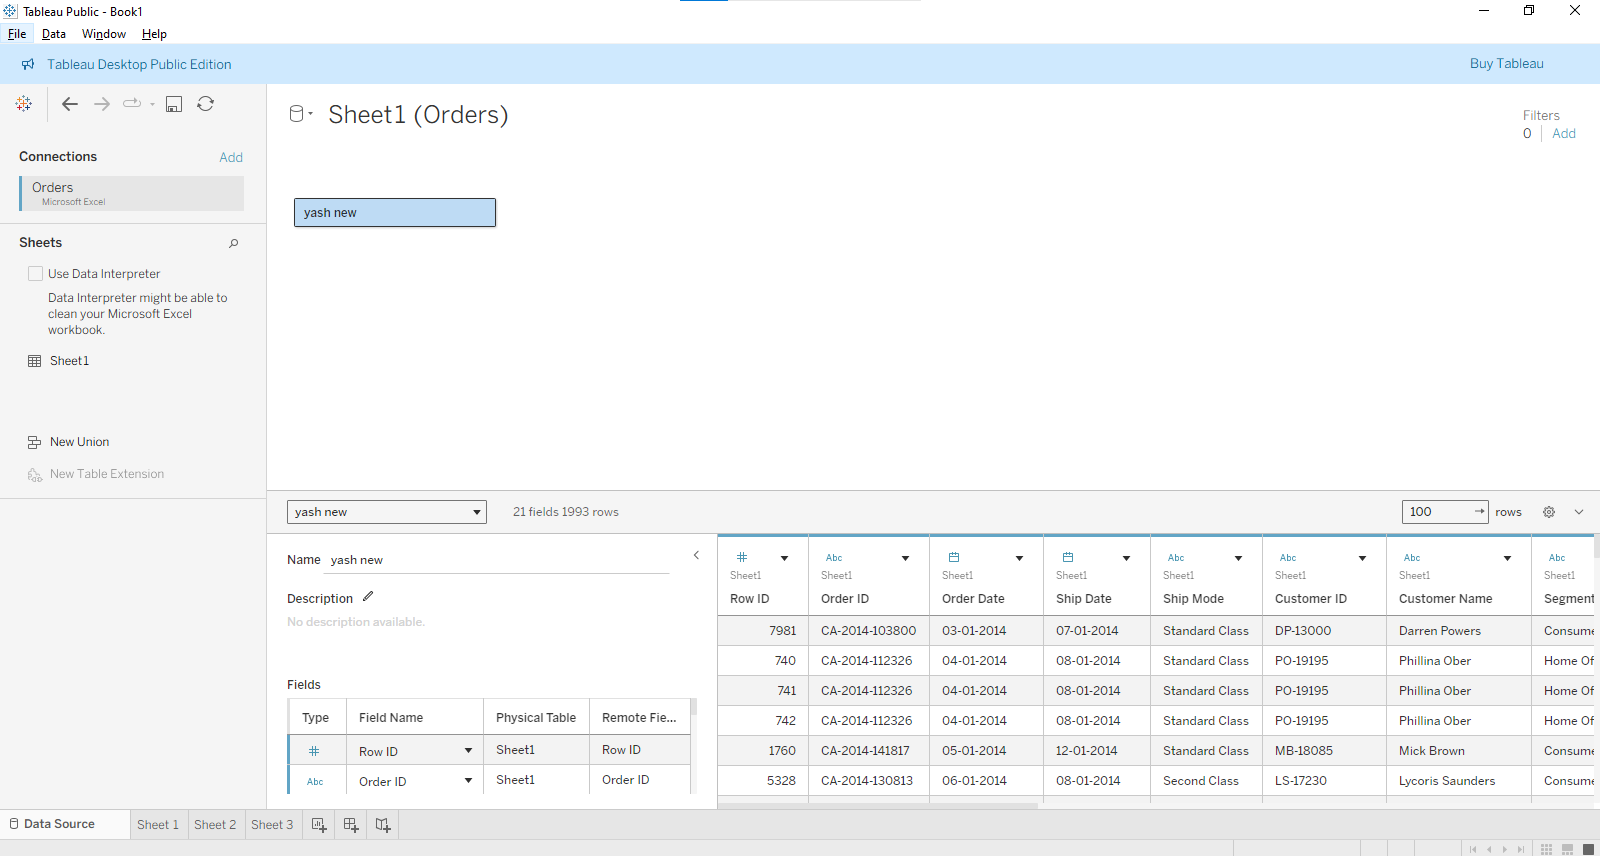 Tableau Public - Book1
File Data Window Help
Tableau Desktop Public Edition Buy Tableau
Sheet1 (Orders)
Filters
0 Add
Connections Add
Orders
Microsoft Excel
Sheets
Use Data Interpreter
Data Interpreter might be able to
clean your Microsoft Excel
workbook.
Sheet1
New Union
New Table Extension
yash new
yash new 21 fields 1993 rows 100 rows
Name yash new
Description
No description available.
Fields
Type Field Name Physical Table Remote Fie...
# Row ID Sheet1 Row ID
Abc Order ID Sheet1 Order ID
# Abc Abc Abc Abc Abc
Sheet1 Sheet1 Sheet1 Sheet1 Sheet1 Sheet1 Sheet1 Sheet1
Row ID Order ID Order Date Ship Date Ship Mode Customer ID Customer Name Segment
7981 CA-2014-103800 03-01-2014 07-01-2014 Standard Class DP-13000 Darren Powers Consume
740 CA-2014-112326 04-01-2014 08-01-2014 Standard Class PO-19195 Phillina Ober Home Of
741 CA-2014-112326 04-01-2014 08-01-2014 Standard Class PO-19195 Phillina Ober Home Of
742 CA-2014-112326 04-01-2014 08-01-2014 Standard Class PO-19195 Phillina Ober Home Of
1760 CA-2014-141817 05-01-2014 12-01-2014 Standard Class MB-18085 Mick Brown Consume
5328 CA-2014-130813 06-01-2014 08-01-2014 Second Class LS-17230 Lycoris Saunders Consume
Data Source Sheet 1 Sheet 2 Sheet 3